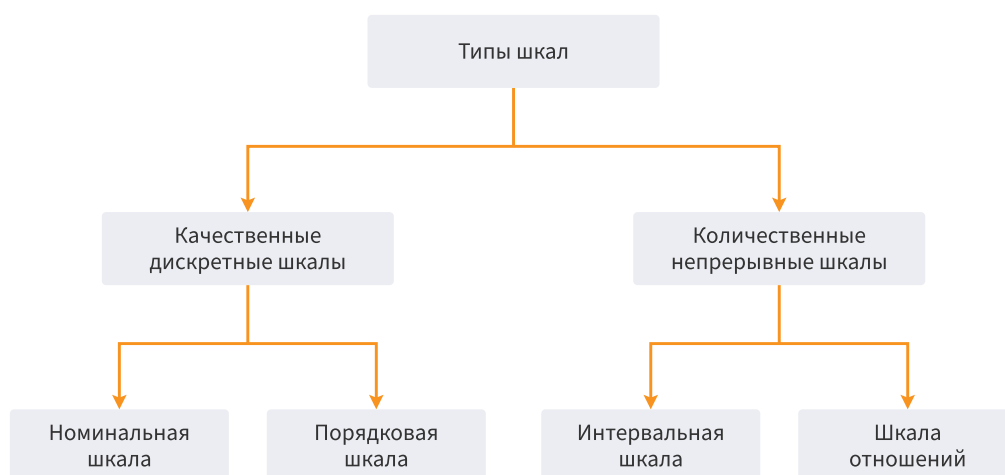 Типы шкал
Качественные
дискретные шкалы
Количественные
непрерывные шкалы
Номинальная
шкала
Порядковая
шкала
Интервальная
шкала
Шкала
отношений